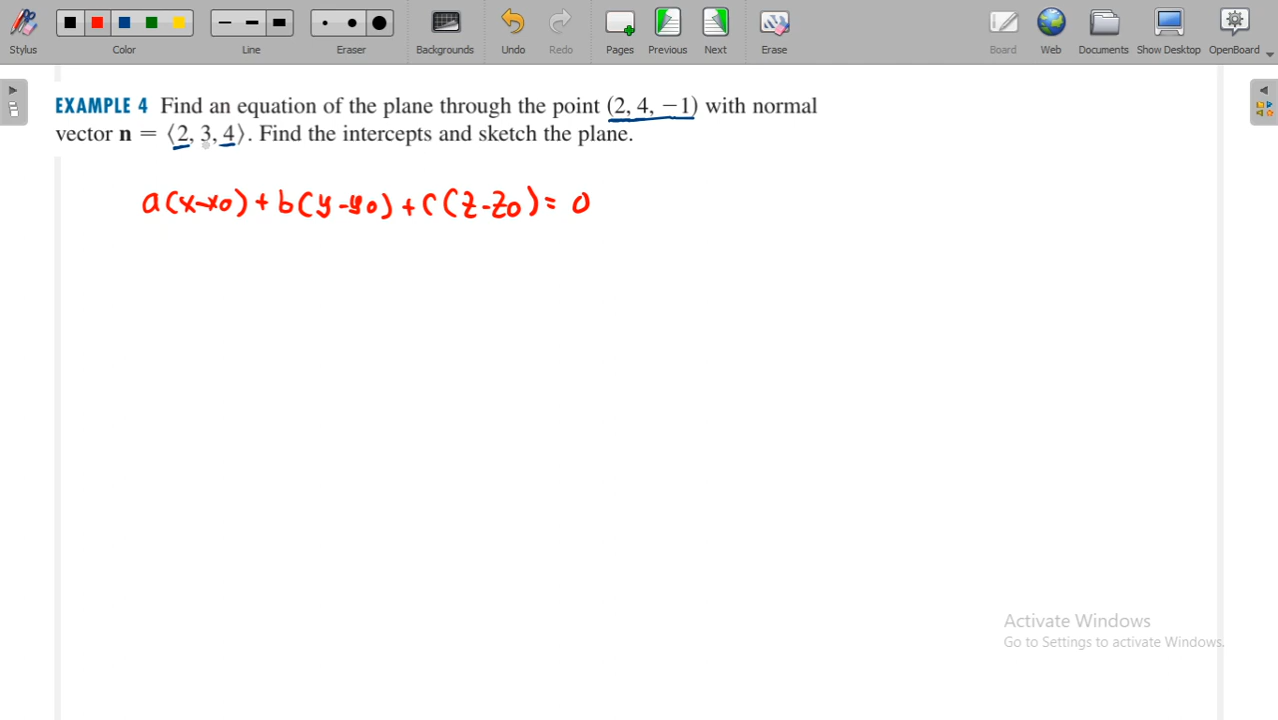 Stylus Color Line Eraser Backgrounds Undo Redo Pages Previous Next Erase Board Web Documents Show Desktop OpenBoard
EXAMPLE 4 Find an equation of the plane through the point (2, 4, −1) with normal
vector n = ⟨2, 3, 4⟩. Find the intercepts and sketch the plane.
a(x-x0) + b(y-y0) + c(z-z0) = 0
Activate Windows
Go to Settings to activate Windows.